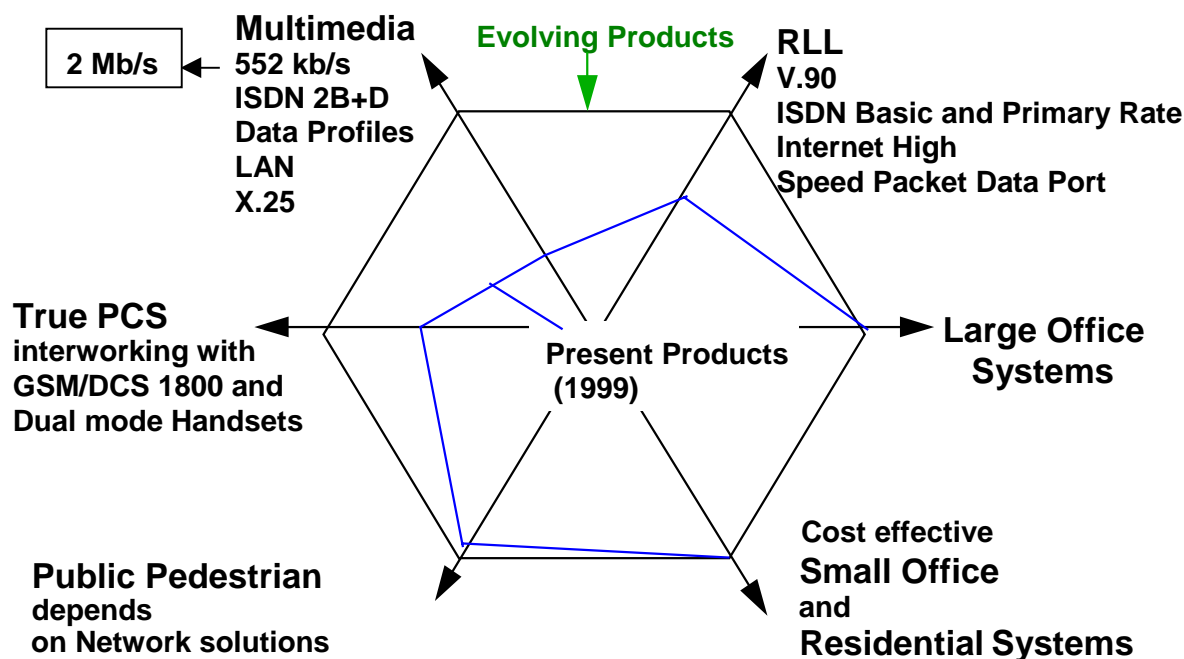 2 Mb/s
Multimedia
552 kb/s
ISDN 2B+D
Data Profiles
LAN
X.25
Evolving Products
RLL
V.90
ISDN Basic and Primary Rate
Internet High
Speed Packet Data Port
True PCS
interworking with
GSM/DCS 1800 and
Dual mode Handsets
Present Products
(1999)
Large Office
Systems
Public Pedestrian
depends
on Network solutions
Cost effective
Small Office
and
Residential Systems